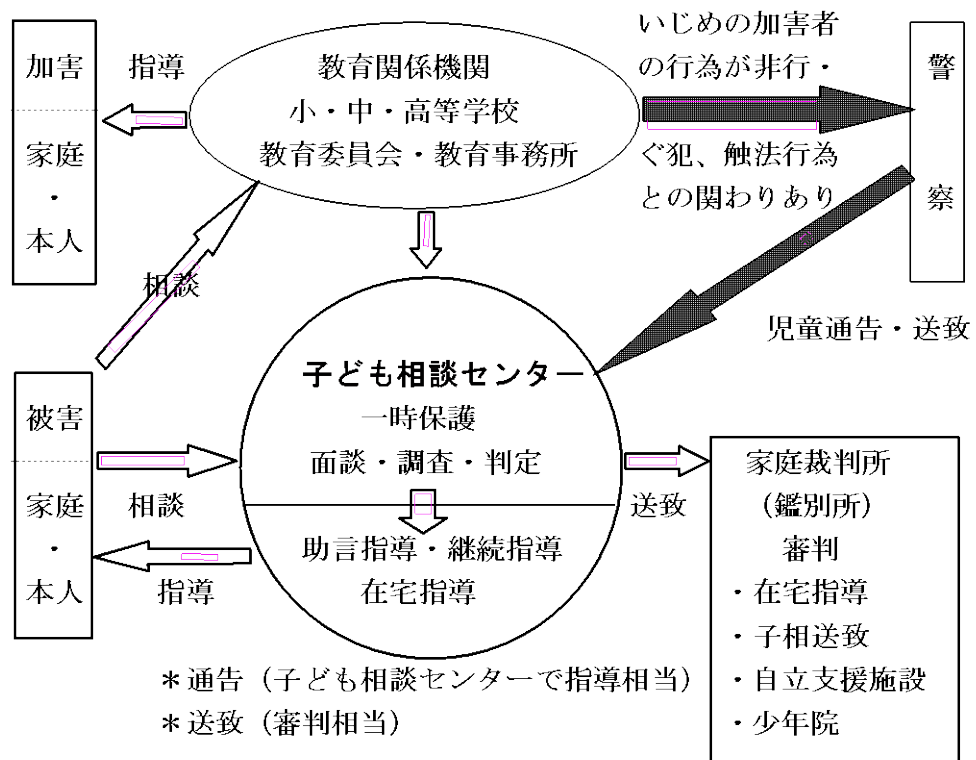 加害
家庭
・
本人
指導
教育関係機関
小・中・高等学校
教育委員会・教育事務所
いじめの加害者
の行為が非行・
ぐ犯、触法行為
との関わりあり
警
察
相談
児童通告・送致
被害
家庭
・
本人
相談
指導
子ども相談センター
一時保護
面談・調査・判定
助言指導・継続指導
在宅指導
送致
家庭裁判所
（鑑別所）
審判
・在宅指導
・子相送致
・自立支援施設
・少年院
＊通告（子ども相談センターで指導相当）
＊送致（審判相当）